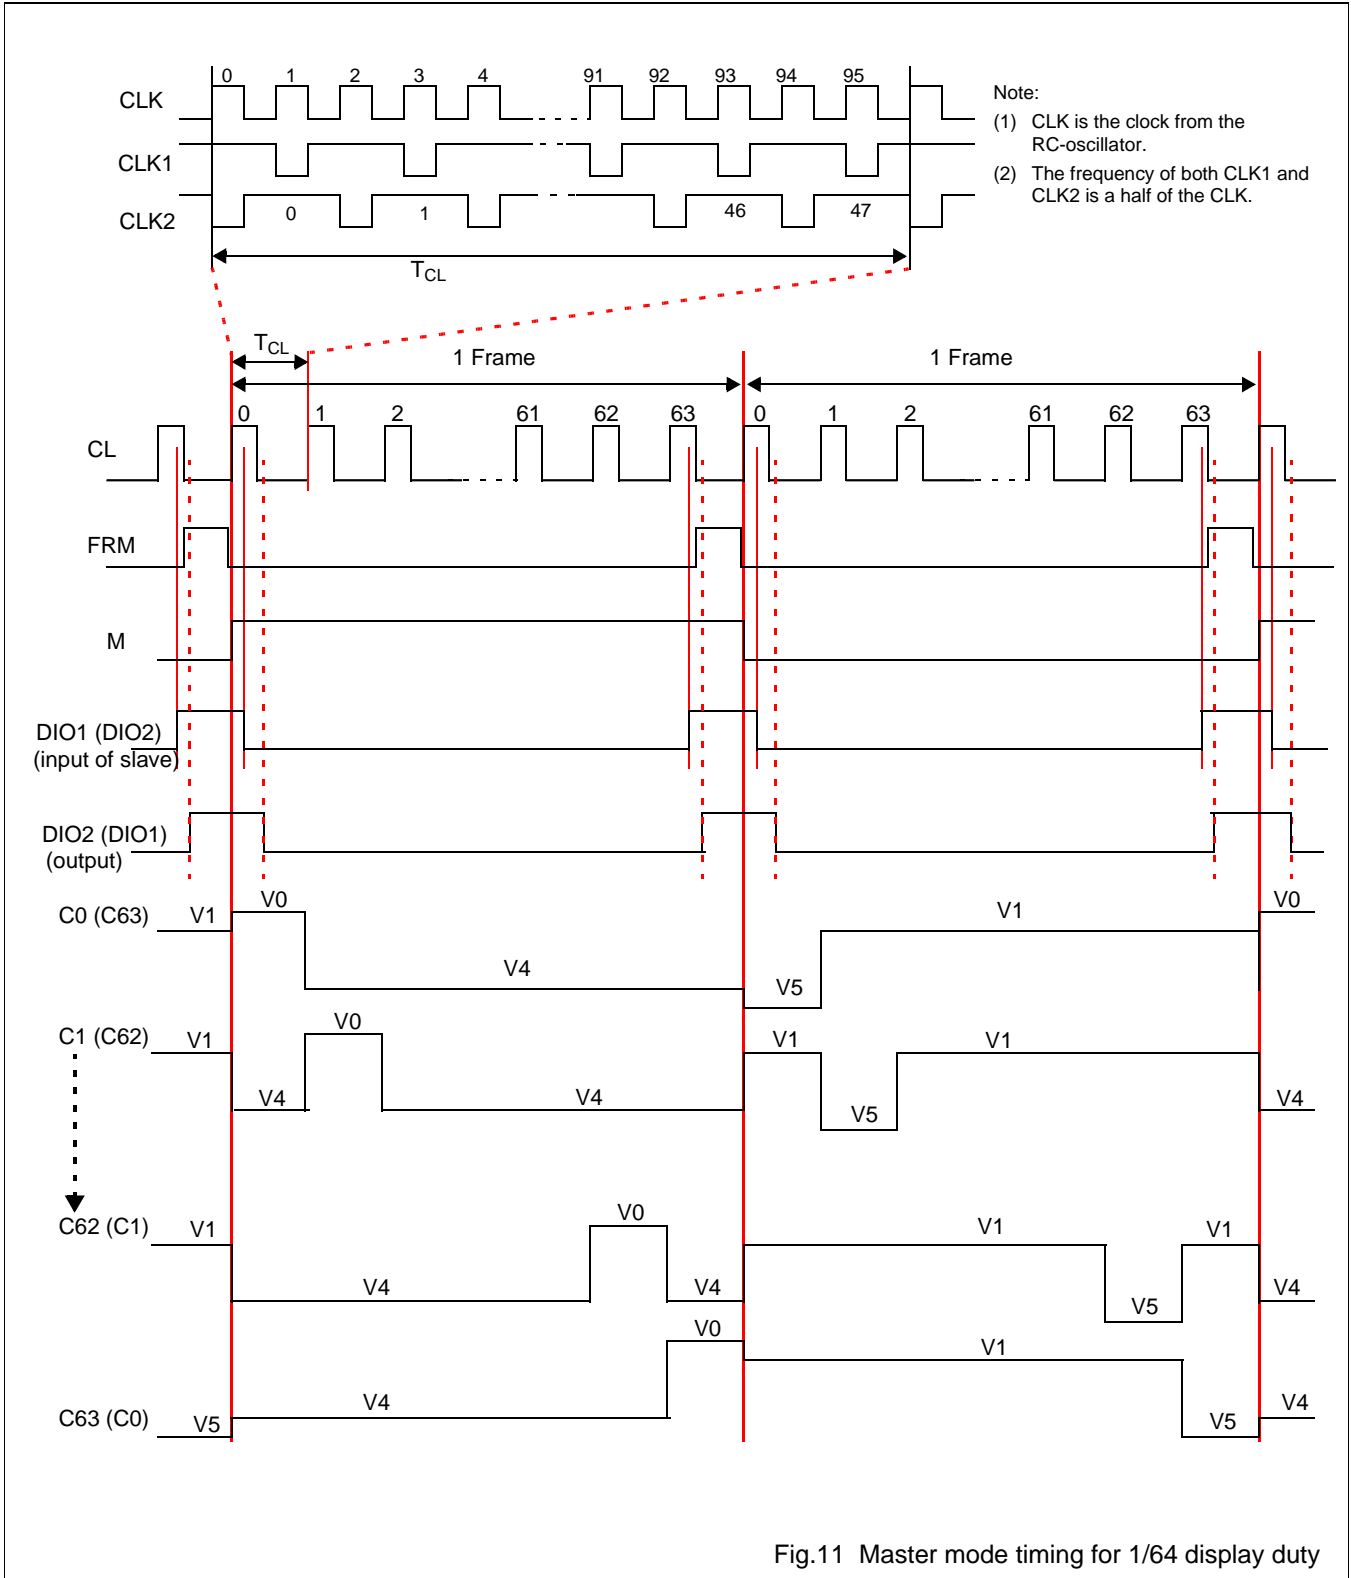 0 1 2 3 4 91 92 93 94 95
CLK
Note:
(1) CLK is the clock from the
RC-oscillator.
(2) The frequency of both CLK1 and
CLK2 is a half of the CLK.
CLK1
CLK2
0 1 46 47
TCL
TCL
1 Frame 1 Frame
0 1 2 61 62 63 0 1 2 61 62 63
CL
FRM
M
DIO1 (DIO2)
(input of slave)
DIO2 (DIO1)
(output)
C0 (C63) V1 V0 V4 V5 V1 V0
C1 (C62) V1 V4 V0 V4 V1 V5 V1 V4
C62 (C1) V1 V4 V0 V4 V1 V5 V1 V4
C63 (C0) V5 V4 V0 V1 V5 V4
Fig.11 Master mode timing for 1/64 display duty